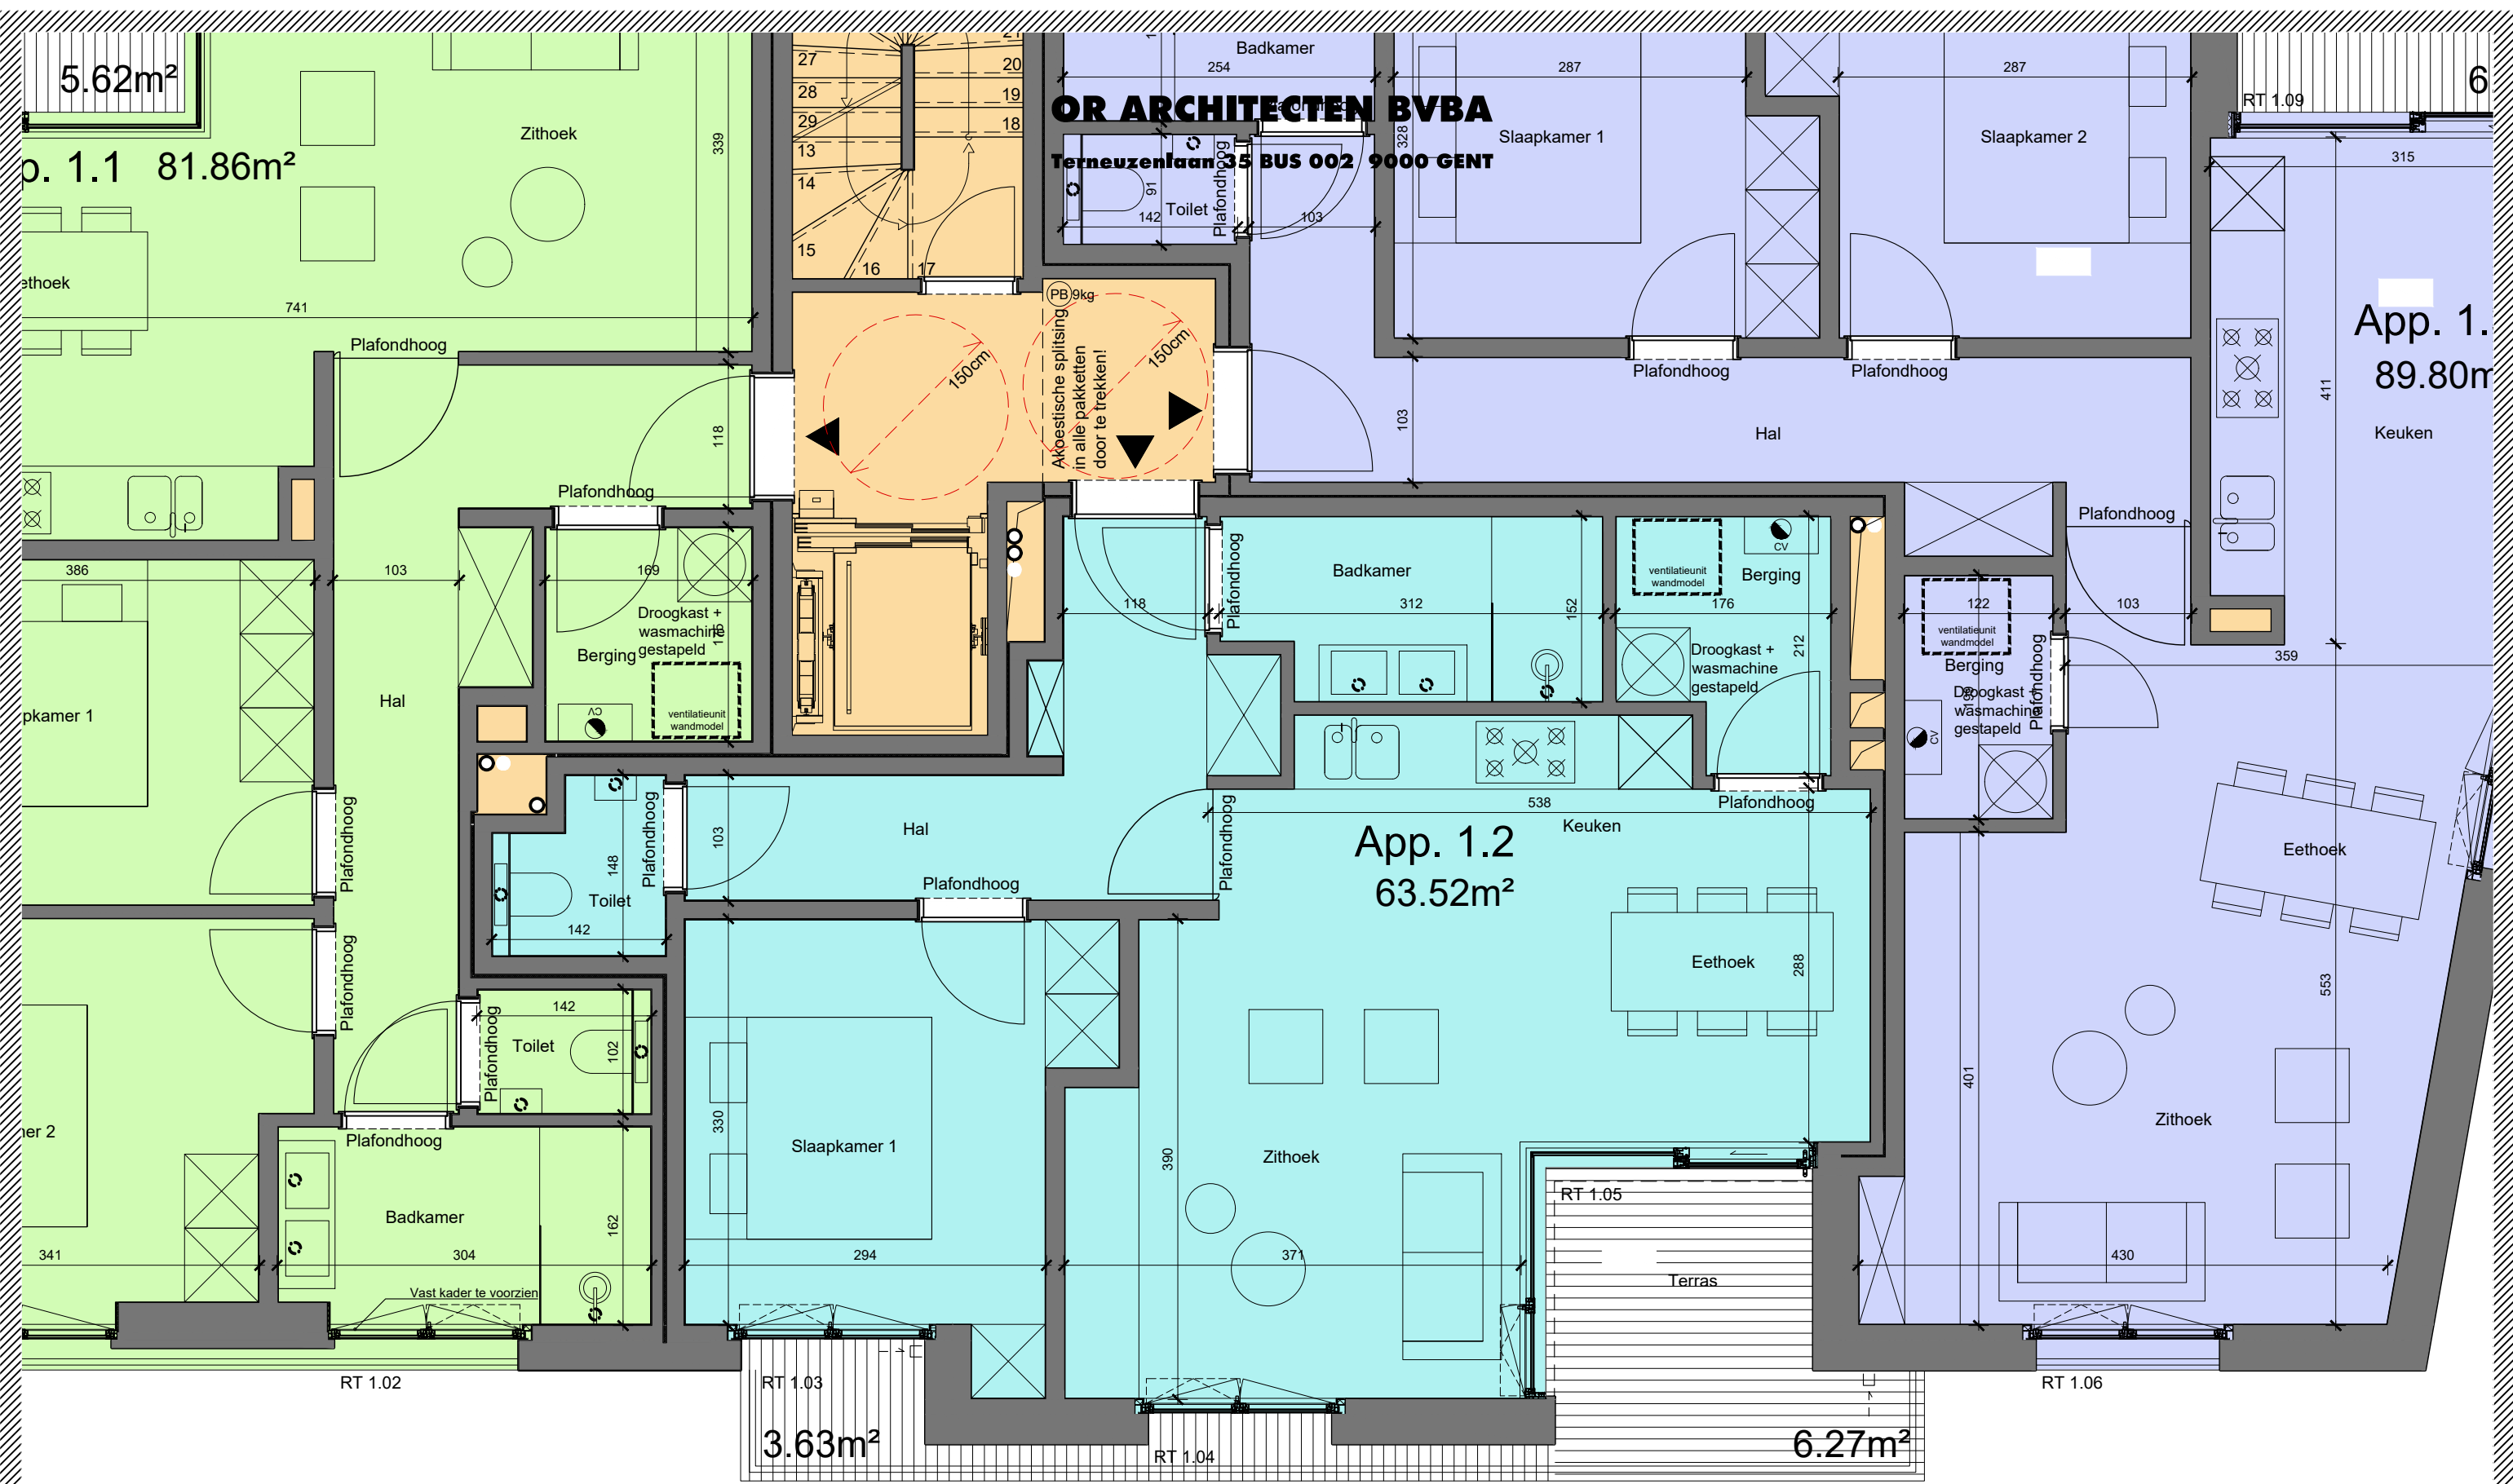 5.62m²
p. 1.1 81.86m²
Zithoek
339
ethoek
741
Plafondhoog
27
28
29
13
14
15
16
17
21
20
19
18
Badkamer
254
OR ARCHITECTEN BVBA
Terneuzenlaan 35 BUS 002 9000 GENT
Plafondhoog
91
142
Toilet
103
328
287
Slaapkamer 1
287
Slaapkamer 2
RT 1.09
6
315
App. 1.
89.80m
411
Keuken
PB 9kg
Akoestische splitsing
in alle pakketten
door te trekken!
150cm
150cm
118
103
Plafondhoog
Plafondhoog
Hal
Plafondhoog
Plafondhoog
386
103
169
Droogkast +
wasmachine
gestapeld
Berging
CV
ventilatieunit
wandmodel
Hal
pkamer 1
Plafondhoog
Plafondhoog
118
Plafondhoog
Badkamer
312
152
ventilatieunit
wandmodel
CV
Berging
176
212
Droogkast +
wasmachine
gestapeld
122
103
ventilatieunit
wandmodel
Berging
Droogkast +
wasmachine
gestapeld
CV
Plafondhoog
359
538
Plafondhoog
Keuken
App. 1.2
63.52m²
Plafondhoog
Hal
103
148
Plafondhoog
Toilet
142
Plafondhoog
Eethoek
288
Eethoek
553
142
Toilet
102
Plafondhoog
Plafondhoog
mer 2
341
Badkamer
304
162
Vast kader te voorzien
RT 1.02
330
Slaapkamer 1
294
RT 1.03
3.63m²
390
Zithoek
371
RT 1.04
RT 1.05
Terras
6.27m²
401
Zithoek
430
RT 1.06